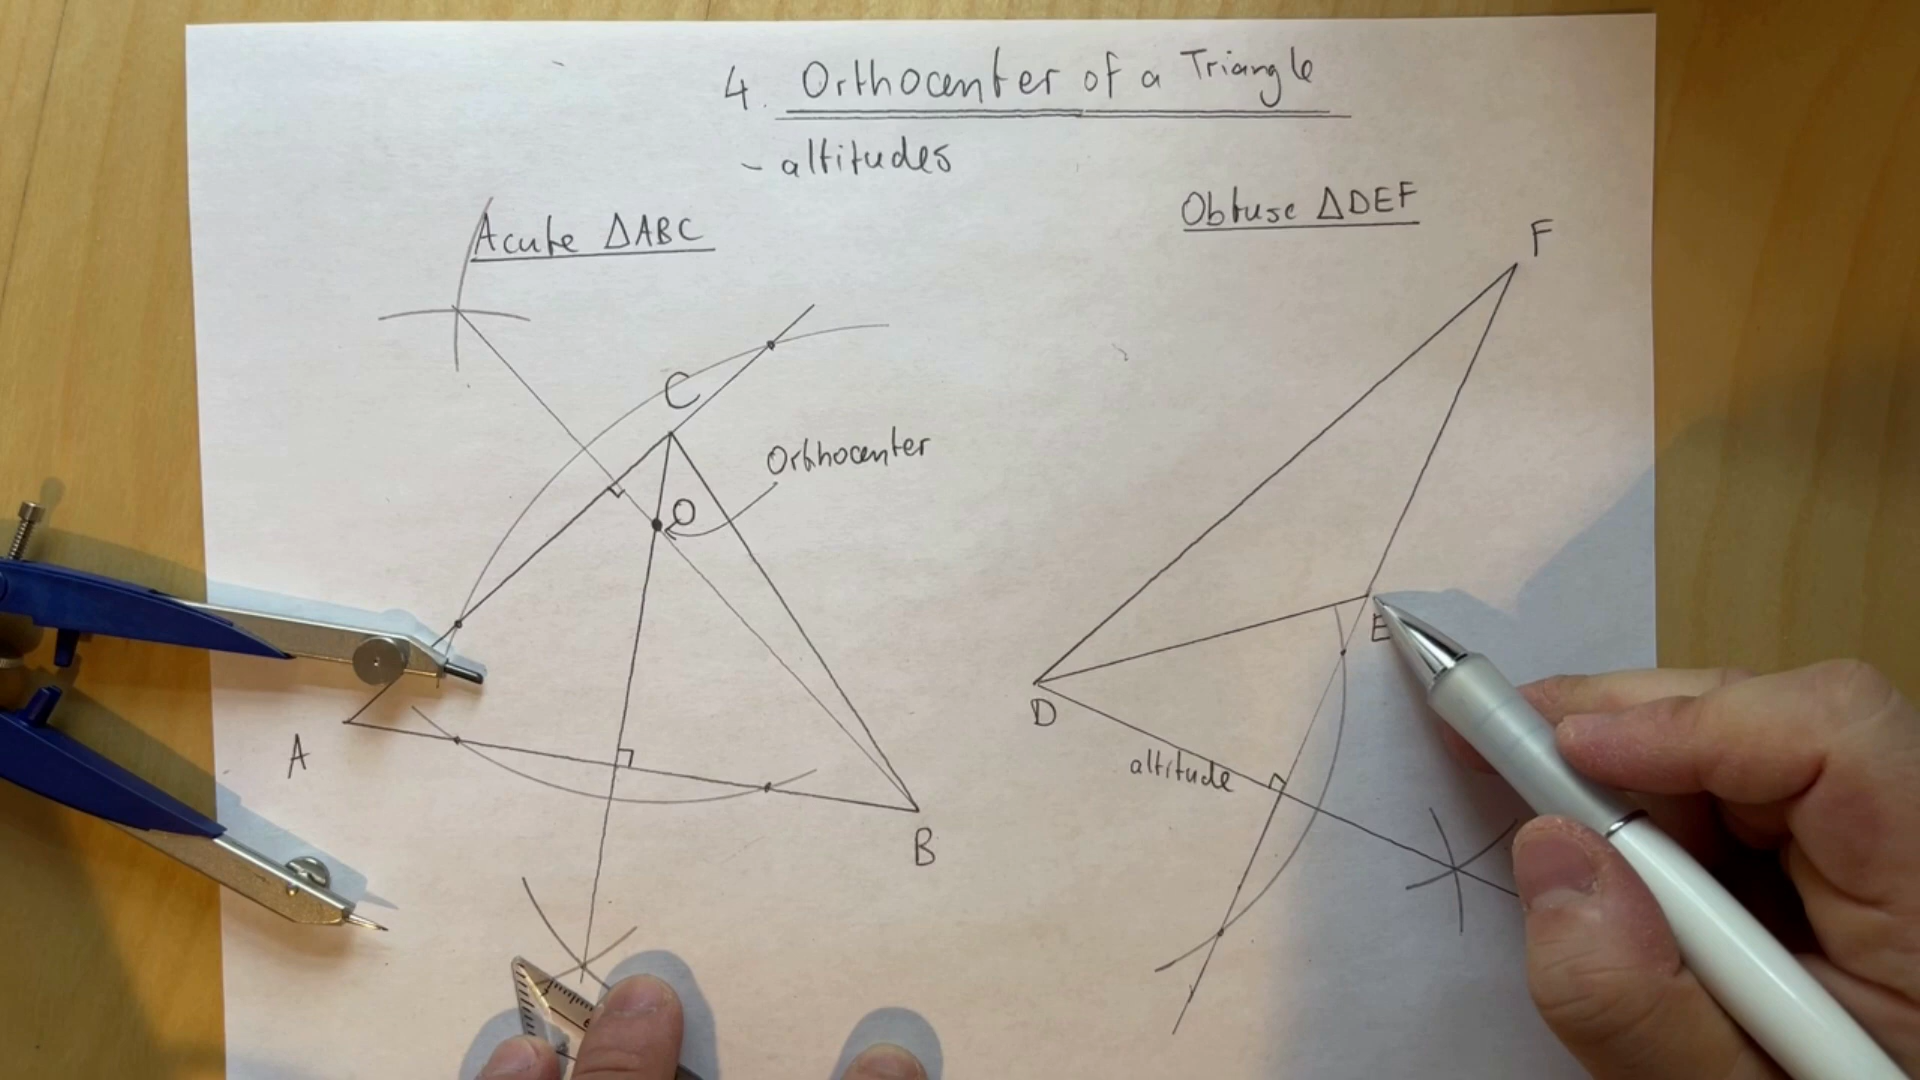 4. Orthocenter of a Triangle
- altitudes
Acute ΔABC
Obtuse ΔDEF
F
C
Orthocenter
O
E
D
A
altitude
B